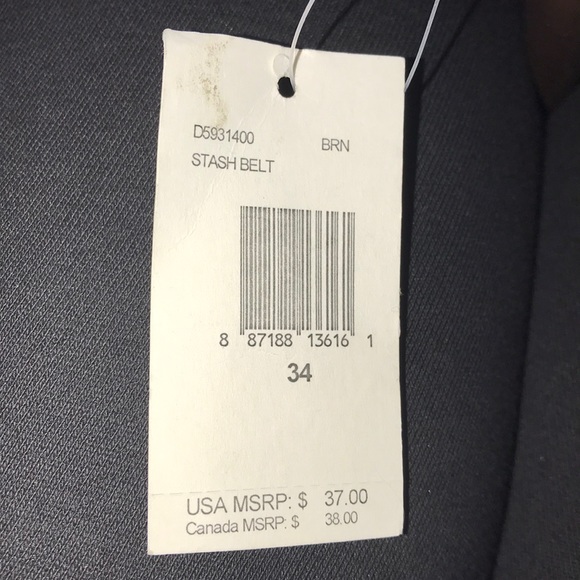 D5931400 BRN
STASH BELT
8 87188 13616 1
34
USA MSRP: $ 37.00
Canada MSRP: $ 38.00